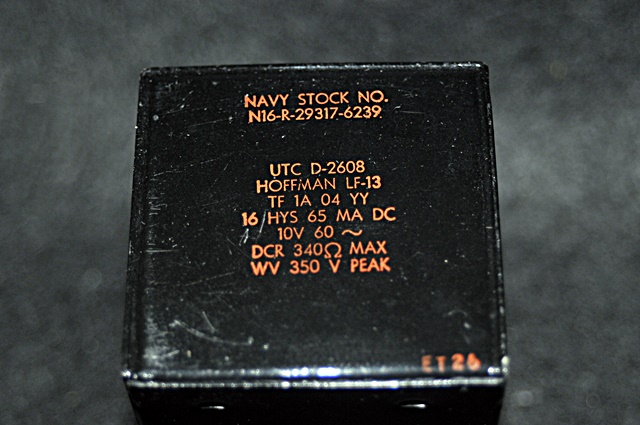 NAVY STOCK NO.
N16-R-29317-6239
UTC D-2608
HOFFMAN LF-13
TF 1A 04 YY
16 HYS 65 MA DC
10V 60 ~
DCR 340Ω MAX
WV 350 V PEAK
ET26